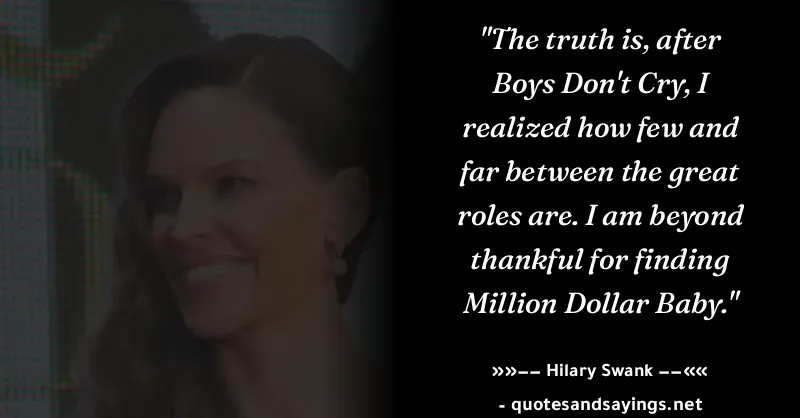 "The truth is, after
Boys Don't Cry, I
realized how few and
far between the great
roles are. I am beyond
thankful for finding
Million Dollar Baby."
»»—— Hilary Swank ——««
- quotesandsayings.net